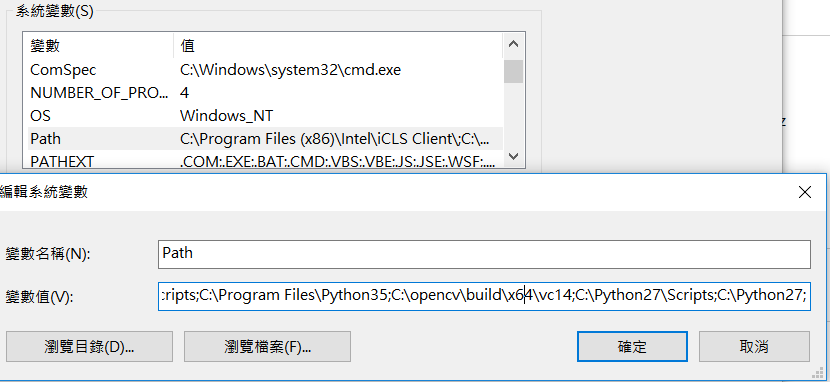 系統變數(S)
變數 值
ComSpec C:\Windows\system32\cmd.exe
NUMBER_OF_PRO... 4
OS Windows_NT
Path C:\Program Files (x86)\Intel\iCLS Client\;C:\...
PATHEXT .COM;.EXE;.BAT;.CMD;.VBS;.VBE;.JS;.JSE;.WSF;....
z
編輯系統變數
變數名稱(N): Path
變數值(V): cripts;C:\Program Files\Python35;C:\opencv\build\x64\vc14;C:\Python27\Scripts;C:\Python27;
瀏覽目錄(D)... 瀏覽檔案(F)... 確定 取消